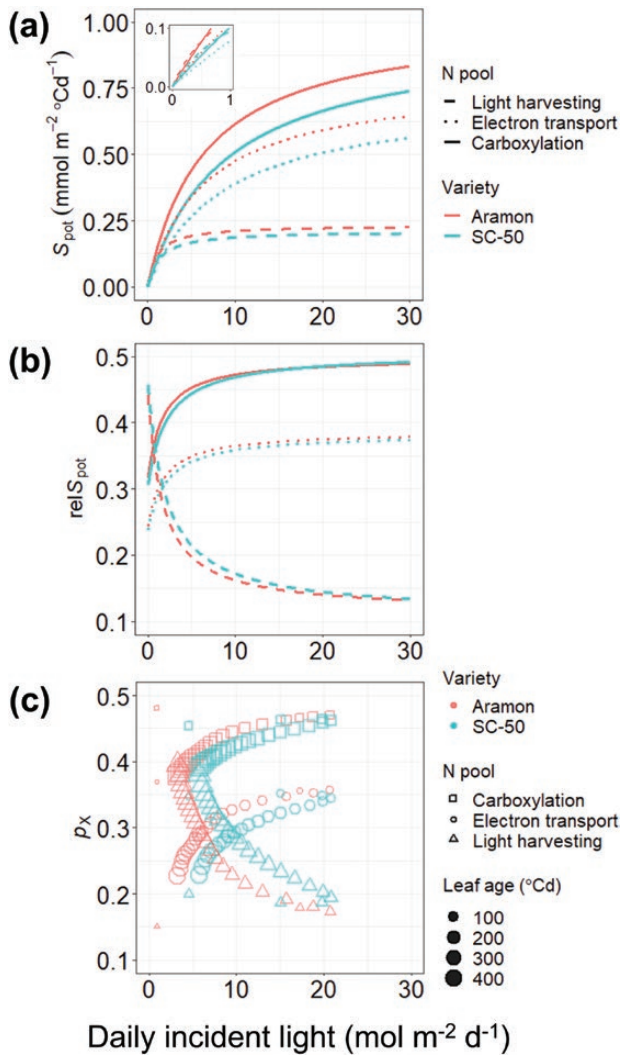 (a)
S_pot (mmol m⁻² °Cd⁻¹)
1.00
0.75
0.50
0.25
0.00
0.1
0.0
0
1
0
10
20
30
N pool
Light harvesting
Electron transport
Carboxylation
Variety
Aramon
SC-50
(b)
relS_pot
0.5
0.4
0.3
0.2
0.1
0
10
20
30
(c)
p_X
0.5
0.4
0.3
0.2
0.1
0
10
20
30
Variety
Aramon
SC-50
N pool
Carboxylation
Electron transport
Light harvesting
Leaf age (°Cd)
100
200
300
400
Daily incident light (mol m⁻² d⁻¹)